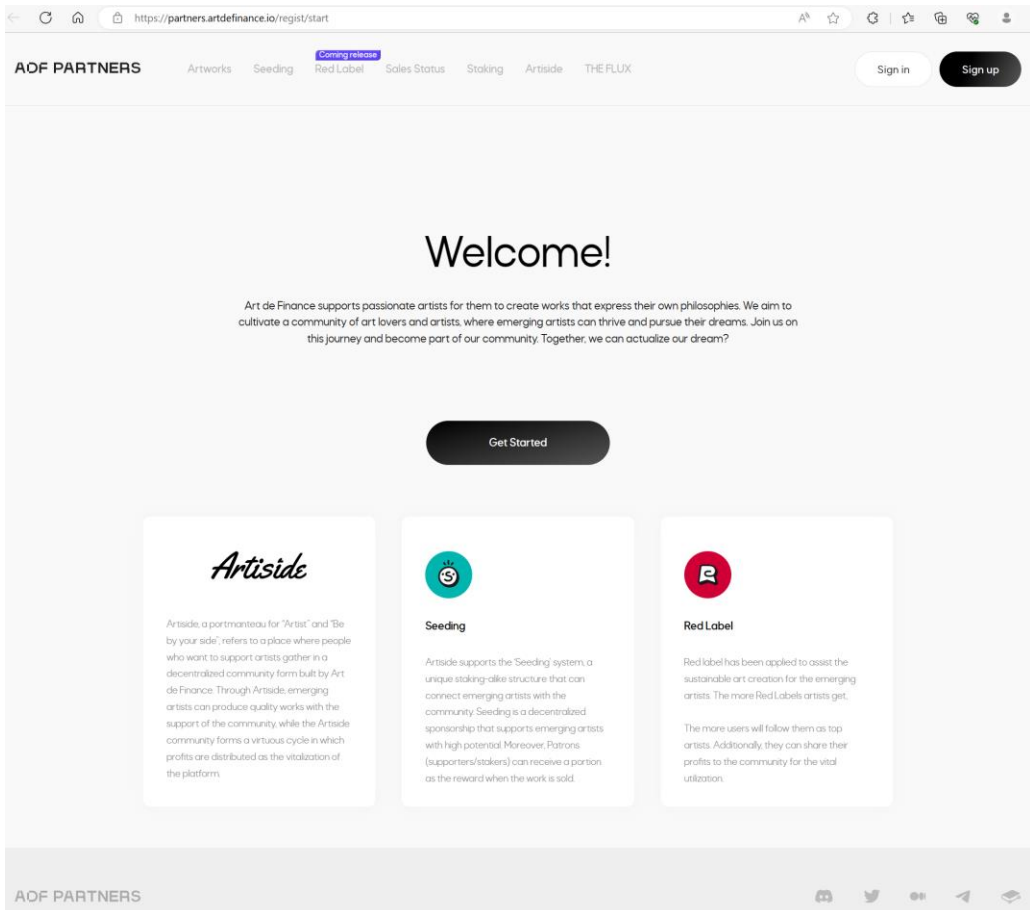 https://partners.artdefinance.io/regist/start
ADF PARTNERS
Artworks
Seeding
Coming release
Red Label
Sales Status
Staking
Artiside
THE FLUX
Sign in
Sign up
Welcome!
Art de Finance supports passionate artists for them to create works that express their own philosophies. We aim to
cultivate a community of art lovers and artists, where emerging artists can thrive and pursue their dreams. Join us on
this journey and become part of our community. Together, we can actualize our dream?
Get Started
Artiside
Artiside, a portmanteau for "Artist" and "Be
by your side", refers to a place where people
who want to support artists gather in a
decentralized community form built by Art
de Finance. Through Artiside, emerging
artists can produce quality works with the
support of the community, while the Artiside
community forms a virtuous cycle in which
profits are distributed as the vitalization of
the platform.
Seeding
Artiside supports the 'Seeding' system, a
unique staking-alike structure that can
connect emerging artists with the
community. Seeding is a decentralized
sponsorship that supports emerging artists
with high potential. Moreover, Patrons
(supporters/stakers) can receive a portion
as the reward when the work is sold.
Red Label
Red label has been applied to assist the
sustainable art creation for the emerging
artists. The more Red Labels artists get,
The more users will follow them as top
artists. Additionally, they can share their
profits to the community for the vital
utilization.
ADF PARTNERS